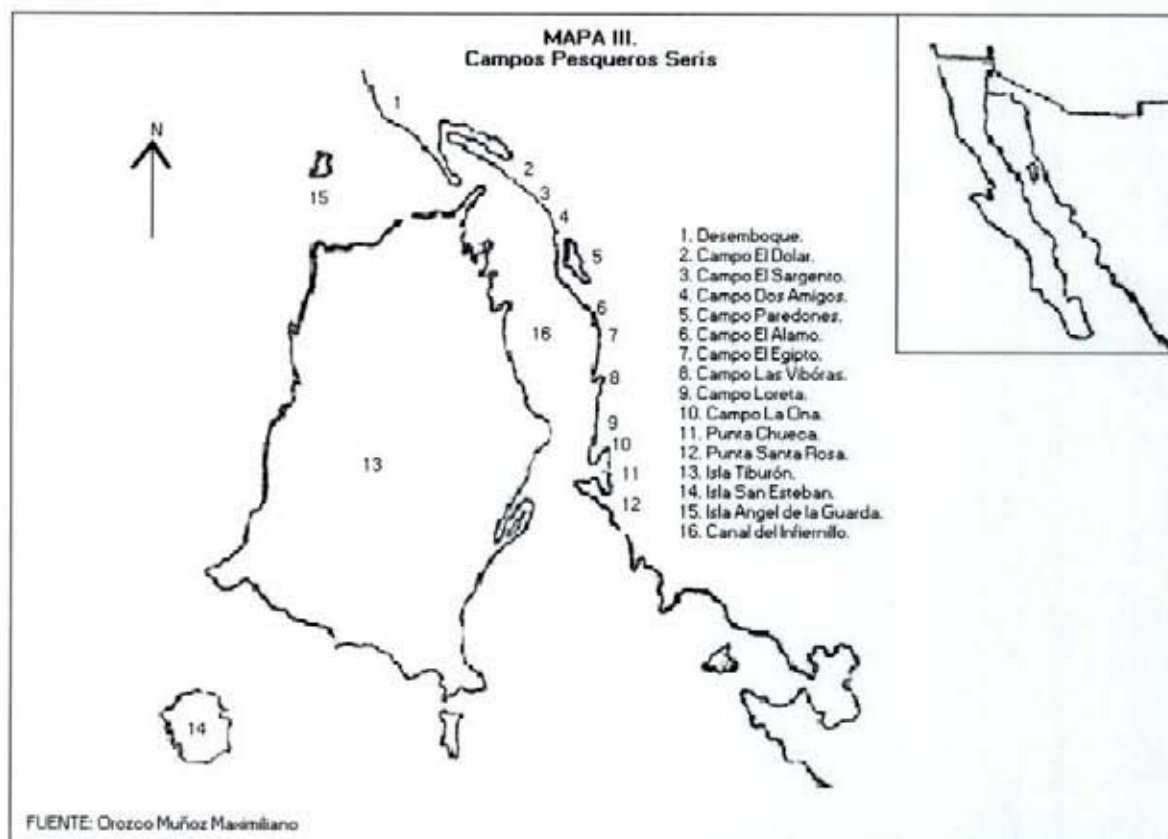 MAPA III.
Campos Pesqueros Seris
N
1
2
3
4
5
6
7
8
9
10
11
12
13
14
15
16
1. Desemboque.
2. Campo El Dolar.
3. Campo El Sargento.
4. Campo Dos Amigos.
5. Campo Paredones.
6. Campo El Alamo.
7. Campo El Egipto.
8. Campo Las Vibóras.
9. Campo Loreta.
10. Campo La Ona.
11. Punta Chueca.
12. Punta Santa Rosa.
13. Isla Tiburón.
14. Isla San Esteban.
15. Isla Angel de la Guarda.
16. Canal del Infiernillo.
FUENTE: Orozco Muñoz Maximiliano